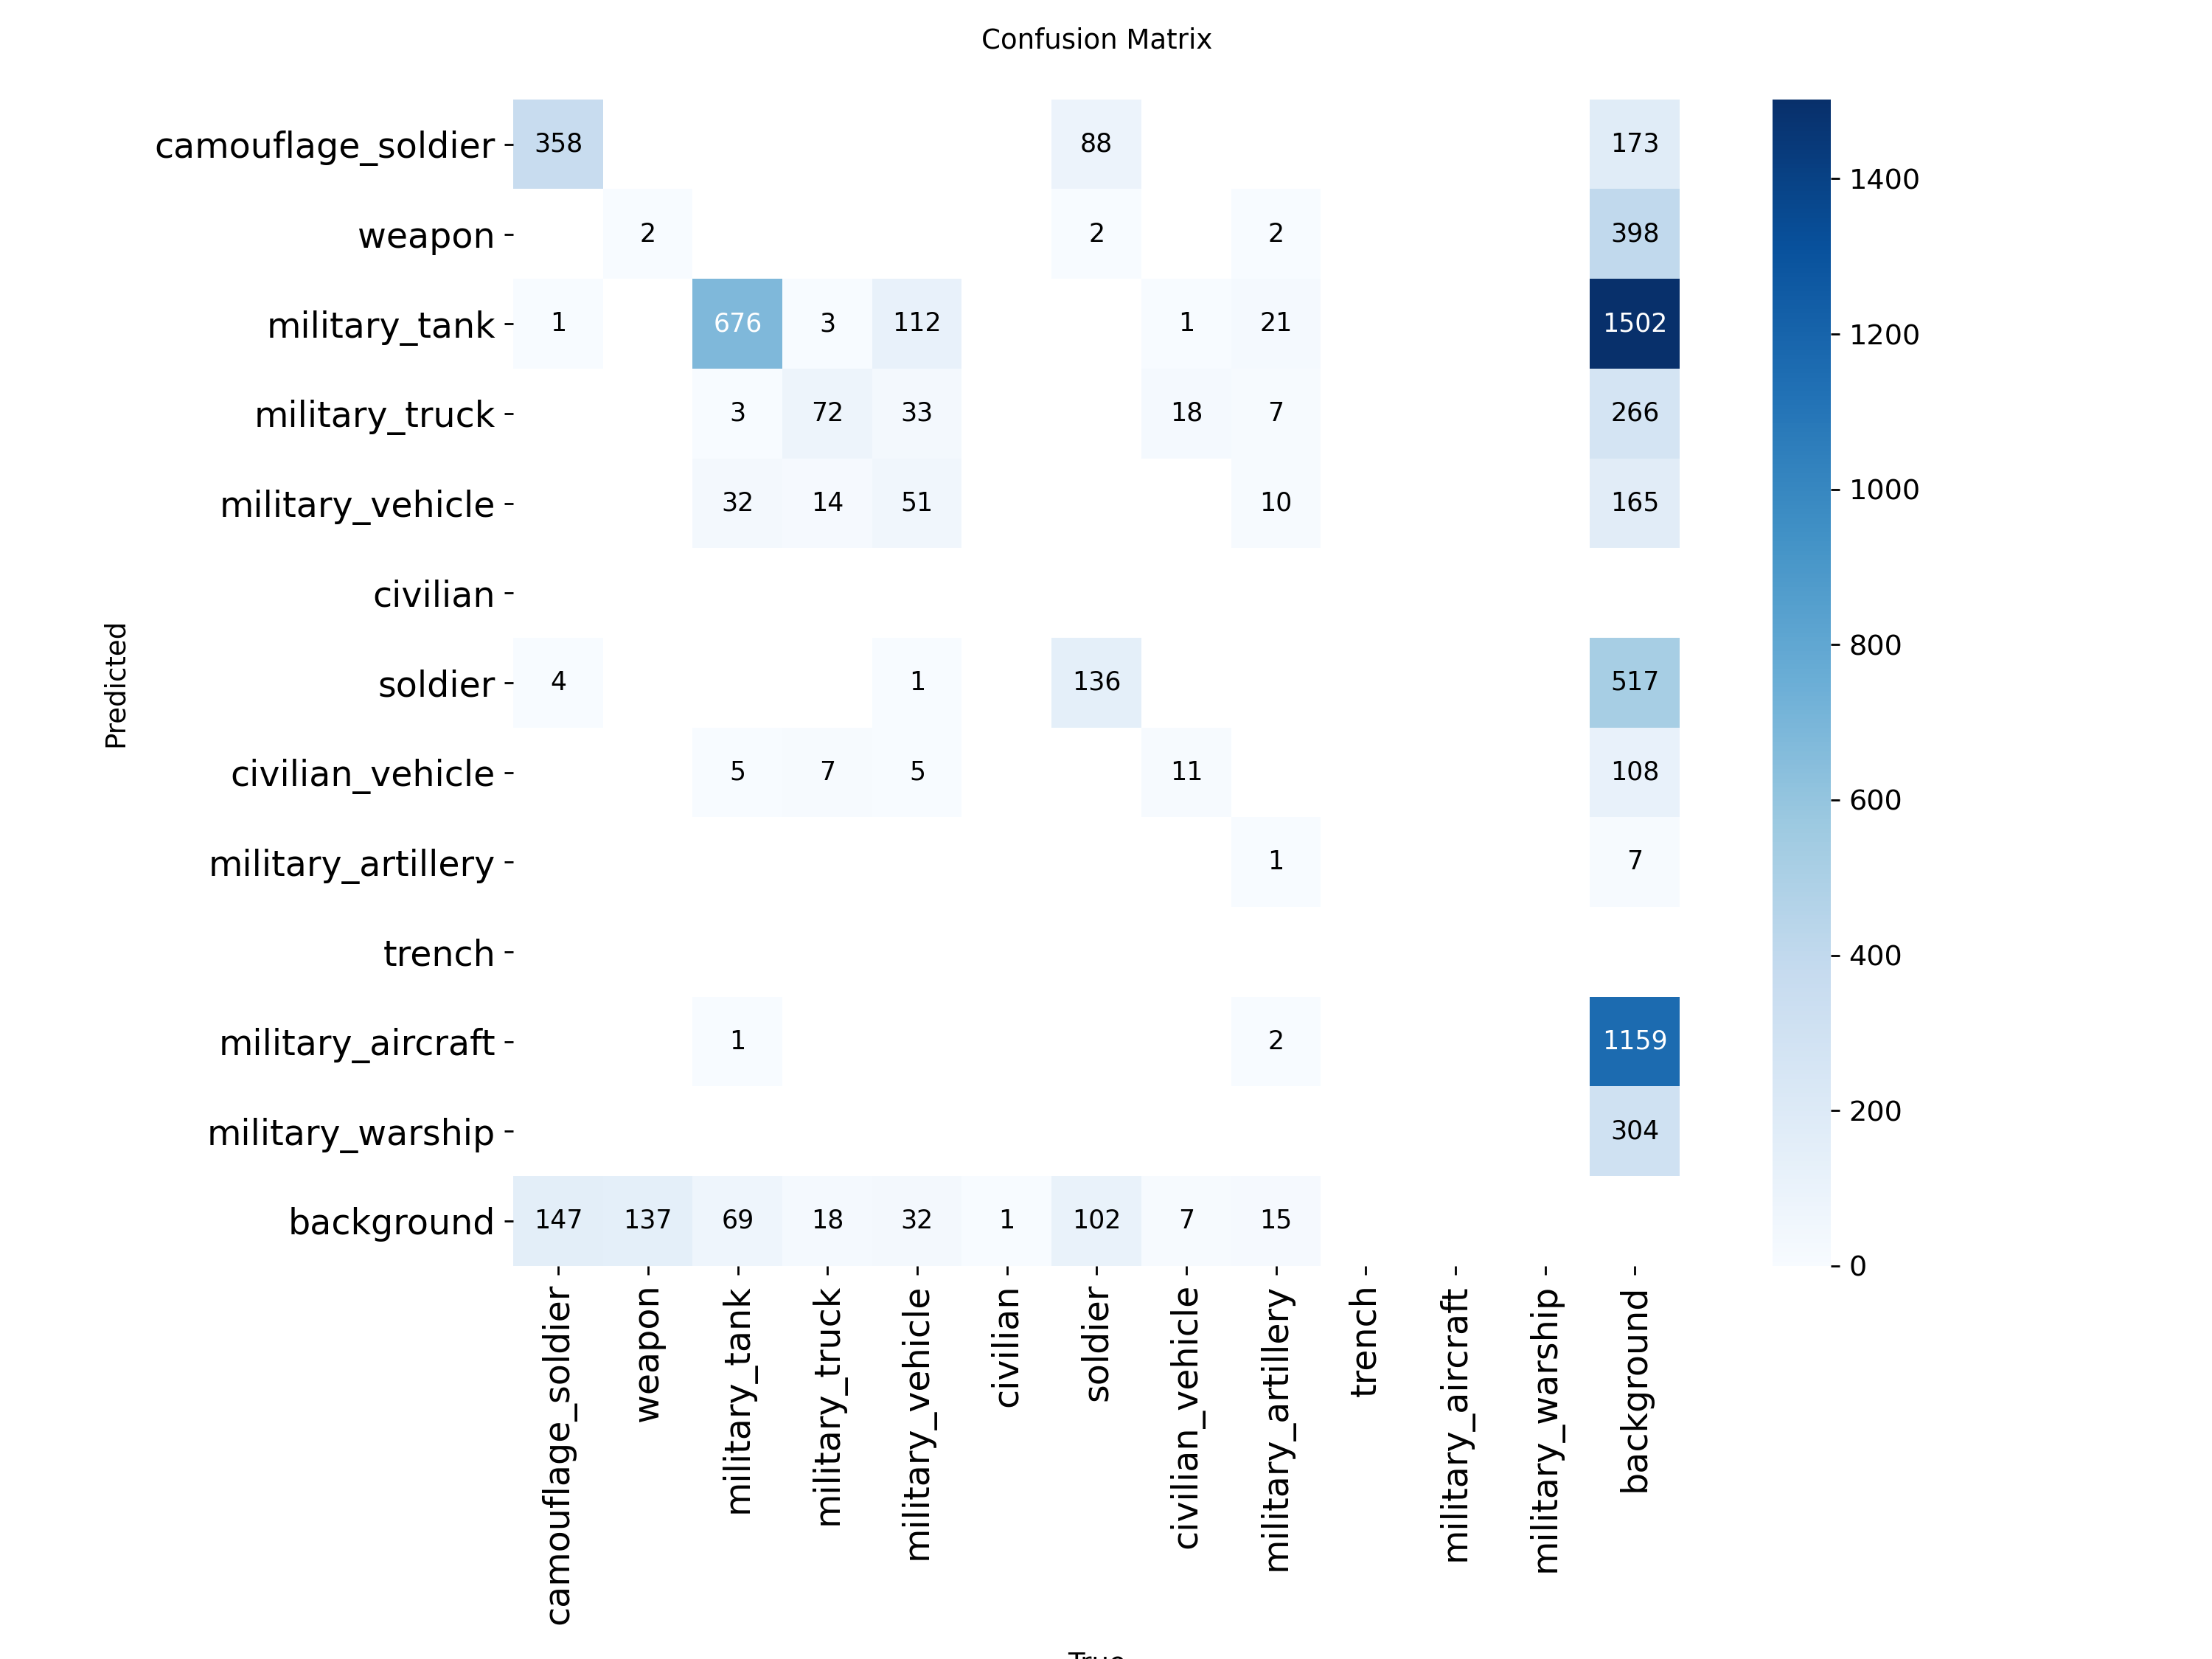 Confusion Matrix
camouflage_soldier 358 88 173
weapon 2 2 2 398
military_tank 1 676 3 112 1 21 1502
military_truck 3 72 33 18 7 266
military_vehicle 32 14 51 10 165
civilian
soldier 4 1 136 517
civilian_vehicle 5 7 5 11 108
military_artillery 1 7
trench
military_aircraft 1 2 1159
military_warship 304
background 147 137 69 18 32 1 102 7 15
Predicted
camouflage_soldier
weapon
military_tank
military_truck
military_vehicle
civilian
soldier
civilian_vehicle
military_artillery
trench
military_aircraft
military_warship
background
True
1400
1200
1000
800
600
400
200
0